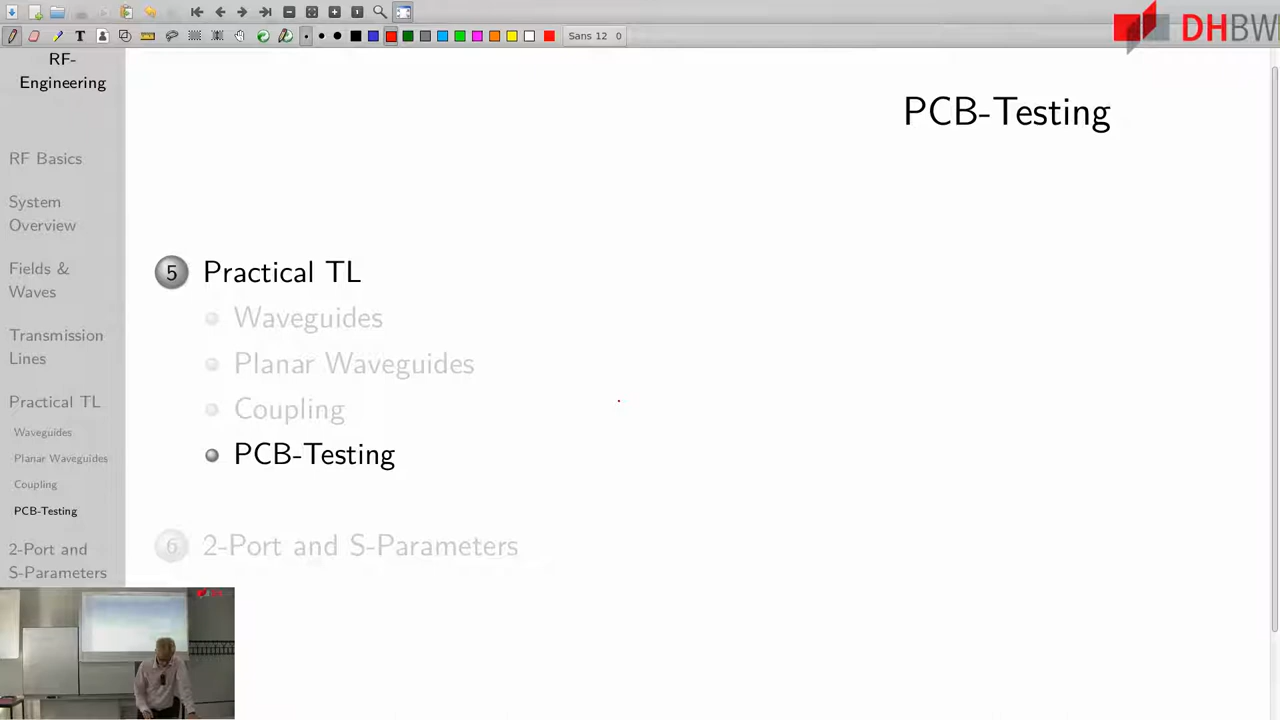 Sans 12 0
DHBW
RF-
Engineering
RF Basics
System
Overview
Fields &
Waves
Transmission
Lines
Practical TL
Waveguides
Planar Waveguides
Coupling
PCB-Testing
2-Port and
S-Parameters
PCB-Testing
5 Practical TL
Waveguides
Planar Waveguides
Coupling
PCB-Testing
6 2-Port and S-Parameters